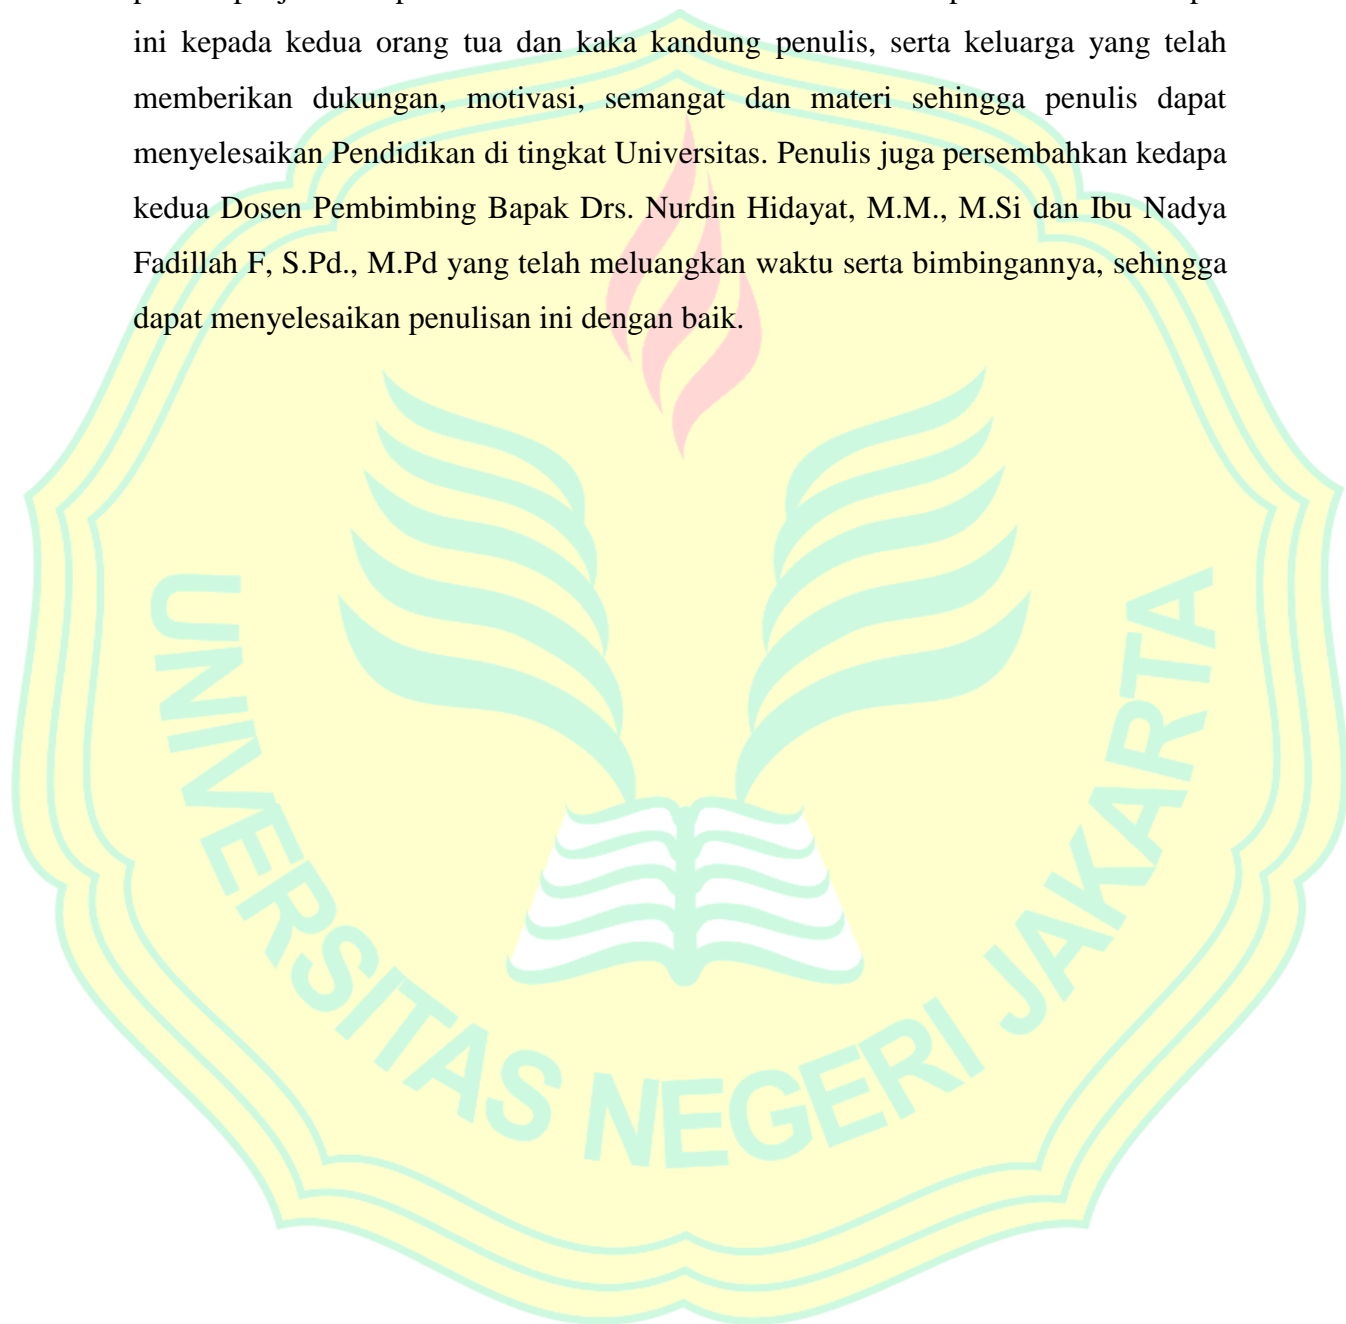 ini kepada kedua orang tua dan kaka kandung penulis, serta keluarga yang telah
memberikan dukungan, motivasi, semangat dan materi sehingga penulis dapat
menyelesaikan Pendidikan di tingkat Universitas. Penulis juga persembahkan kedapa
kedua Dosen Pembimbing Bapak Drs. Nurdin Hidayat, M.M., M.Si dan Ibu Nadya
Fadillah F, S.Pd., M.Pd yang telah meluangkan waktu serta bimbingannya, sehingga
dapat menyelesaikan penulisan ini dengan baik.
UNIVERSITAS NEGERI JAKARTA